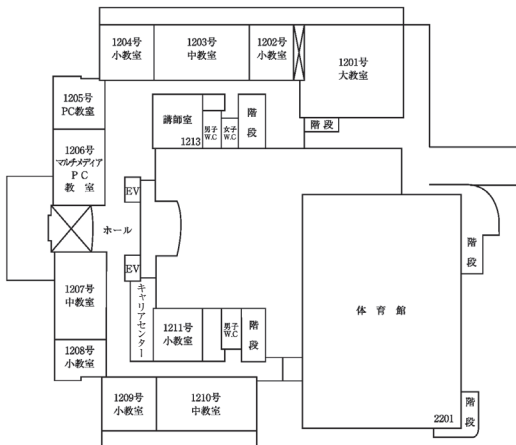 1204号
小教室
1203号
中教室
1202号
小教室
1201号
大教室
1205号
PC教室
講師室
1213
男子
W.C
女子
W.C
階
段
階段
1206号
マルチメディア
P C
教 室
EV
ホール
EV
階
段
1207号
中教室
キャリアセンター
1211号
小教室
男子
W.C
階
段
体 育 館
1208号
小教室
1209号
小教室
1210号
中教室
2201
階
段